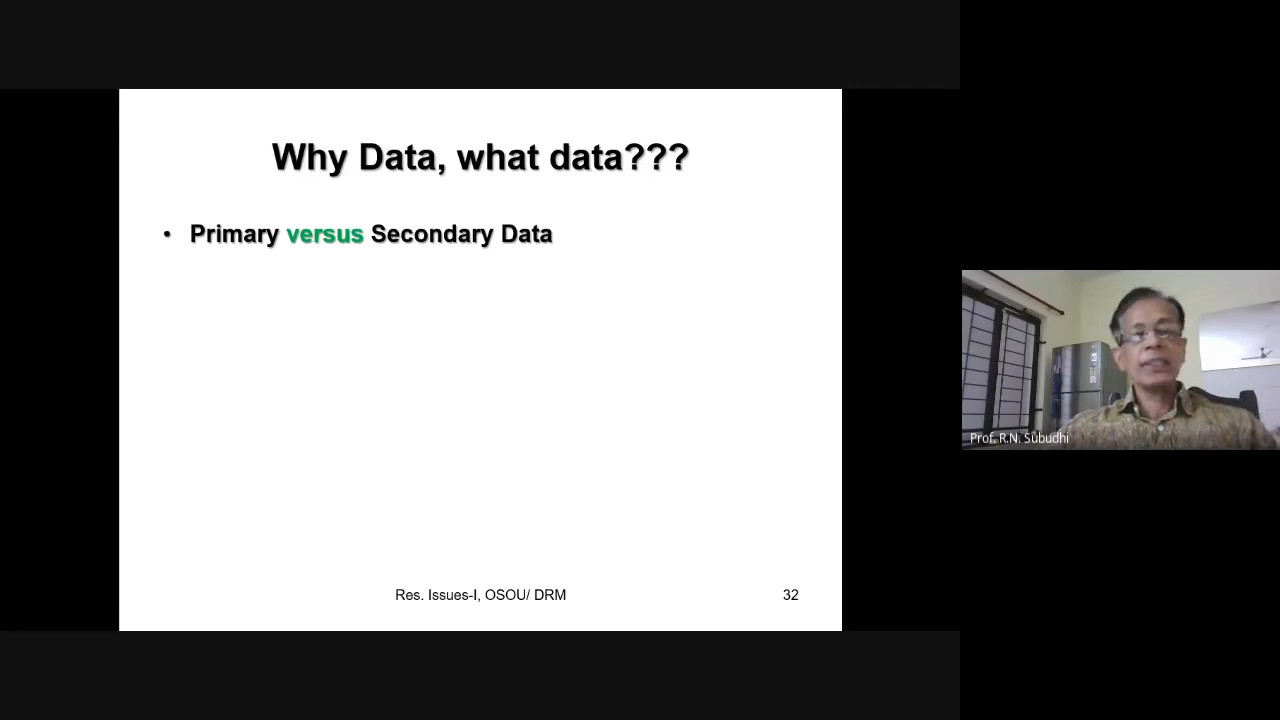 Why Data, what data???
• Primary versus Secondary Data
Res. Issues-I, OSOU/ DRM
32
Prof. R.N. Subudhi